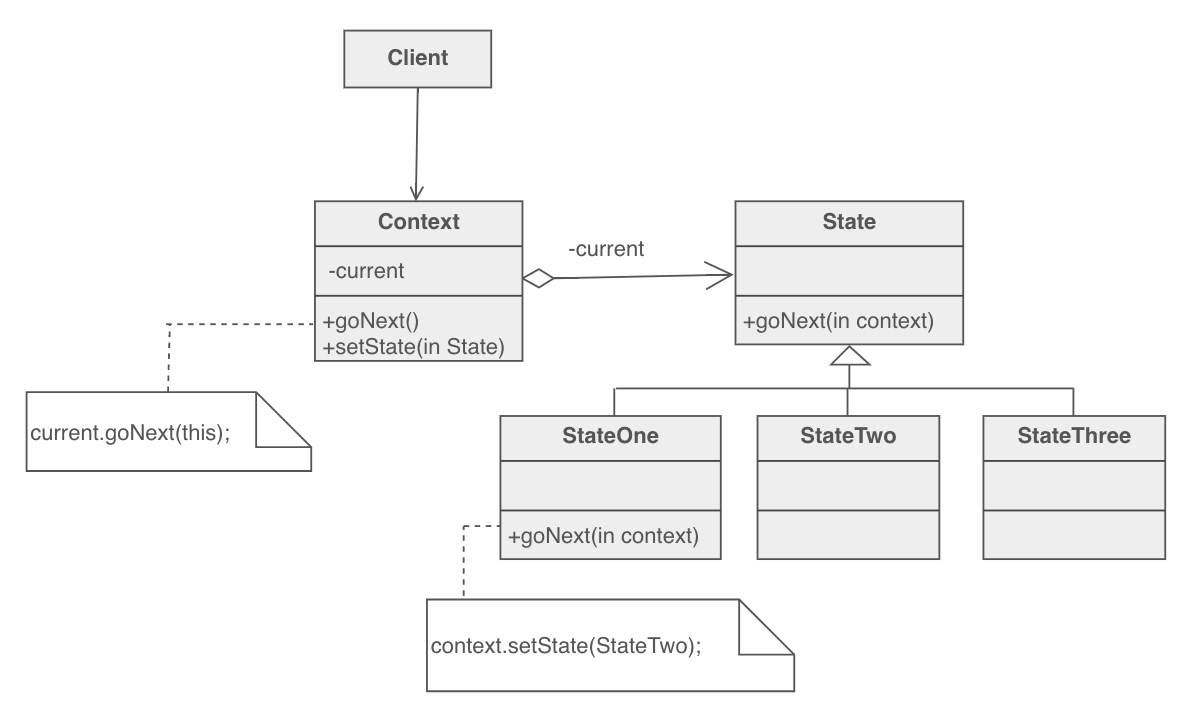 Client
Context
-current
+goNext()
+setState(in State)
-current
State
+goNext(in context)
current.goNext(this);
StateOne
+goNext(in context)
StateTwo
StateThree
context.setState(StateTwo);